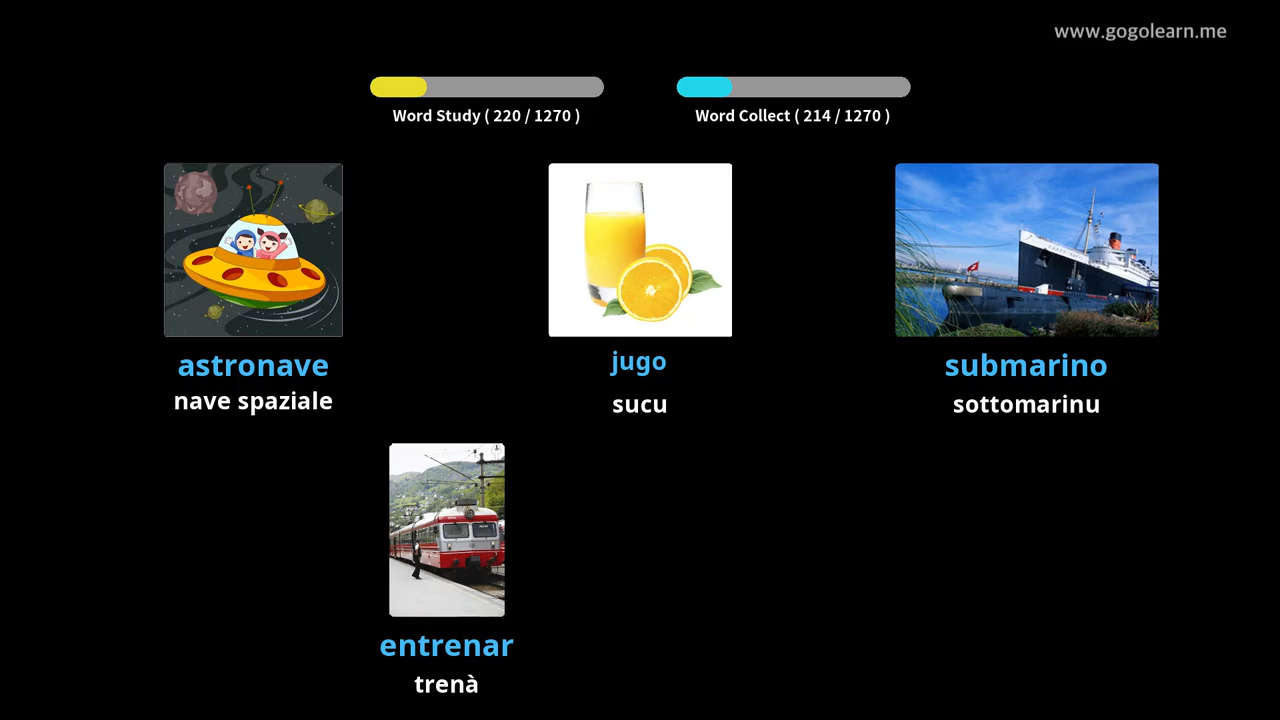 www.gogolearn.me
Word Study ( 220 / 1270 )
Word Collect ( 214 / 1270 )
astronave
nave spaziale
jugo
sucu
submarino
sottomarinu
entrenar
trenà